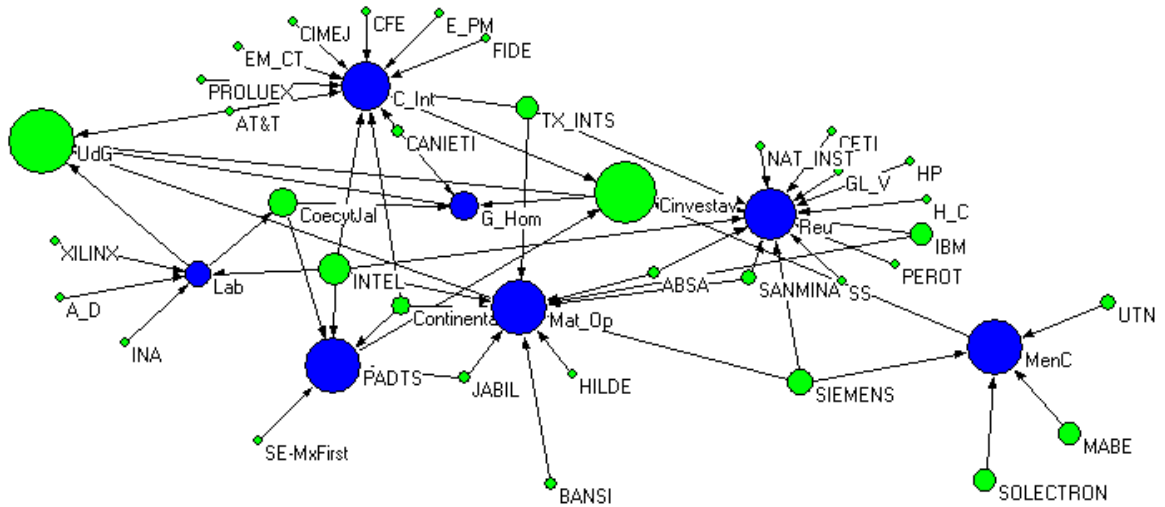 CIMEJ
CFE
E_PM
FIDE
EM_CT
PROLUEX
C_Int
AT&T
TX_INTS
UdG
CANIETI
NAT_INST
CETI
GL_V
HP
CoecytJal
G_Hom
Cinvestav
Reu
H_C
IBM
XILINX
Lab
INTEL
ABSA
SANMINA
SS
PEROT
A_D
Continenta
Mat_Op
UTN
INA
PADTS
JABIL
HILDE
SIEMENS
MenC
SE-MxFirst
MABE
BANSI
SOLECTRON